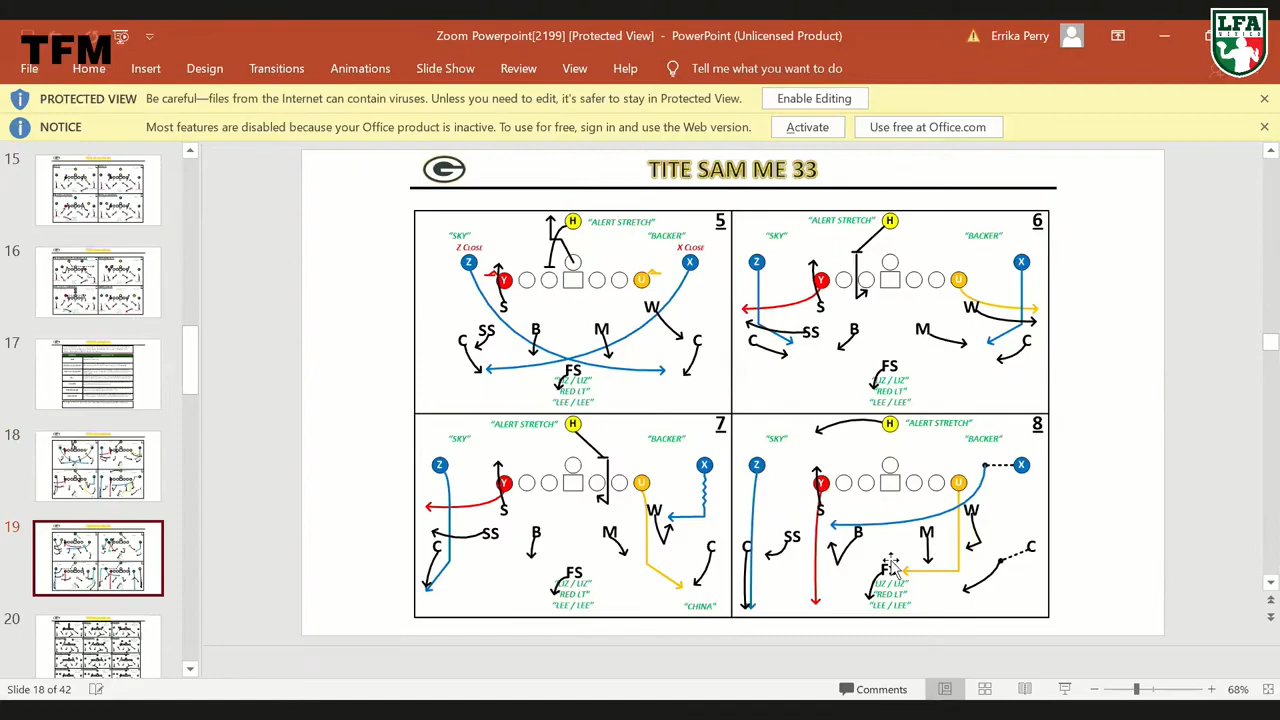 TFM
Zoom Powerpoint[2199] [Protected View] - PowerPoint (Unlicensed Product)
Errika Perry
LFA
MEXICO
File Home Insert Design Transitions Animations Slide Show Review View Help Tell me what you want to do
PROTECTED VIEW Be careful—files from the Internet can contain viruses. Unless you need to edit, it's safer to stay in Protected View. Enable Editing
NOTICE Most features are disabled because your Office product is inactive. To use for free, sign in and use the Web version. Activate Use free at Office.com
15
16
17
18
19
20
G
TITE SAM ME 33
5
H
"ALERT STRETCH"
"SKY"
"BACKER"
Z CLOSE
X CLOSE
Z
X
Y
U
S
W
SS
B
M
C
C
FS
"LIZ / LIZ"
"RED LT"
"LEE / LEE"
6
"ALERT STRETCH"
H
"SKY"
"BACKER"
Z
X
Y
U
S
W
SS
B
M
C
C
FS
"LIZ / LIZ"
"RED LT"
"LEE / LEE"
7
"ALERT STRETCH"
H
"SKY"
"BACKER"
Z
X
Y
U
S
W
SS
B
M
C
C
FS
"LIZ / LIZ"
"RED LT"
"LEE / LEE"
"CHINA"
8
H
"ALERT STRETCH"
"SKY"
"BACKER"
Z
X
Y
U
S
W
SS
B
M
C
C
"LIZ / LIZ"
"RED LT"
"LEE / LEE"
Slide 18 of 42
Comments
68%